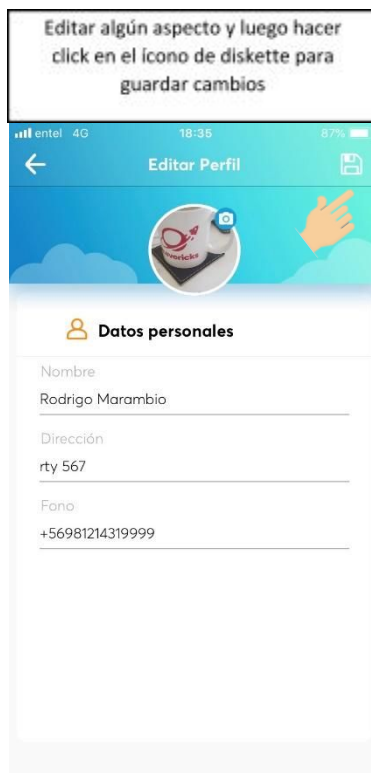 Editar algún aspecto y luego hacer
click en el ícono de diskette para
guardar cambios
entel 4G 18:35 87%
Editar Perfil
Datos personales
Nombre
Rodrigo Marambio
Dirección
rty 567
Fono
+56981214319999